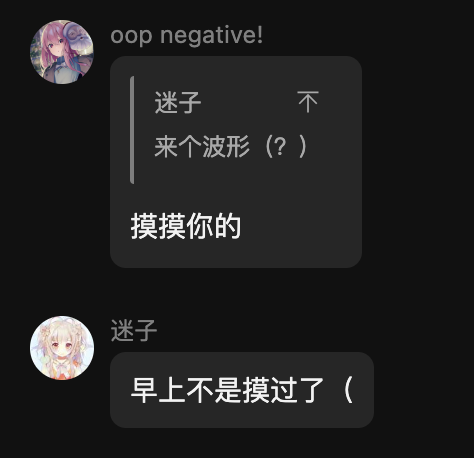 oop negative!
迷子
来个波形（？）
摸摸你的
迷子
早上不是摸过了（